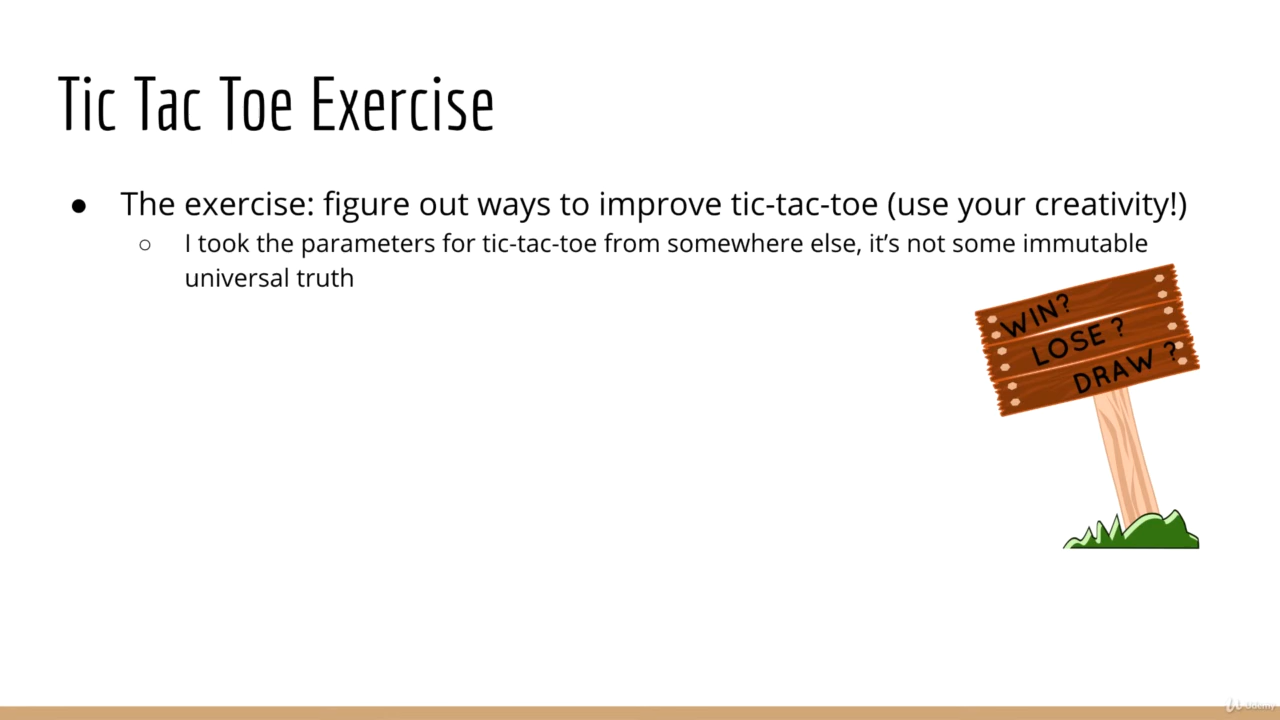 Tic Tac Toe Exercise
● The exercise: figure out ways to improve tic-tac-toe (use your creativity!)
○ I took the parameters for tic-tac-toe from somewhere else, it’s not some immutable
universal truth
WIN?
LOSE ?
DRAW ?
Udemy